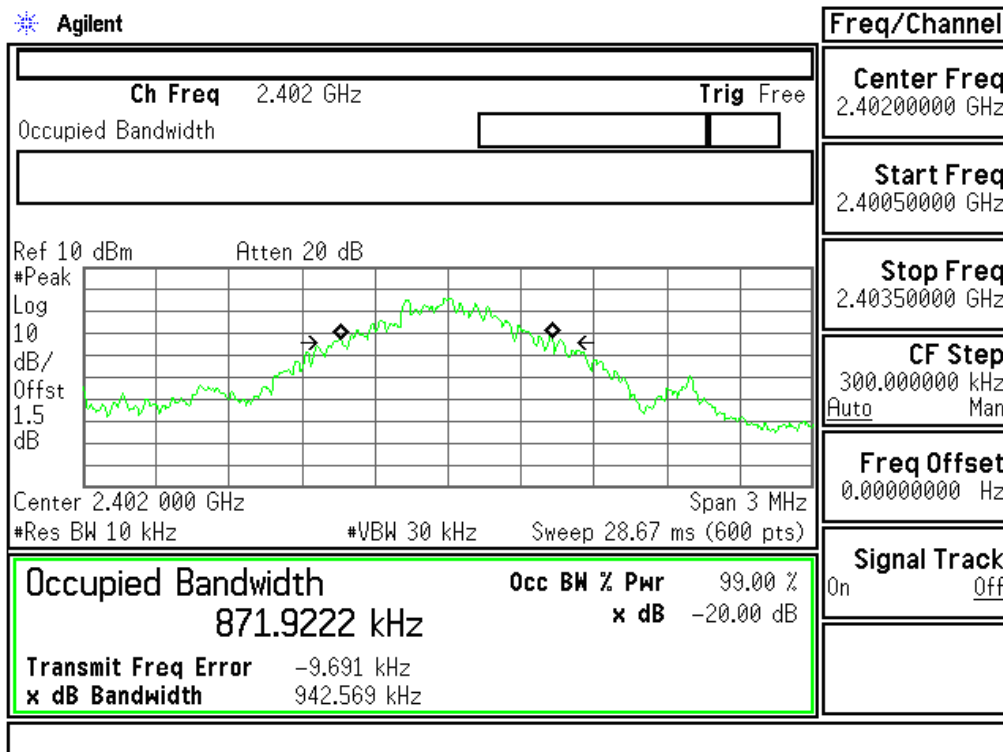 Agilent
Freq/Channel
Ch Freq 2.402 GHz Trig Free
Occupied Bandwidth
Center Freq
2.40200000 GHz
Start Freq
2.40050000 GHz
Stop Freq
2.40350000 GHz
CF Step
300.000000 kHz
Auto Man
Freq Offset
0.00000000 Hz
Signal Track
On Off
Ref 10 dBm Atten 20 dB
#Peak
Log
10
dB/
Offst
1.5
dB
Center 2.402 000 GHz Span 3 MHz
#Res BW 10 kHz #VBW 30 kHz Sweep 28.67 ms (600 pts)
Occupied Bandwidth
871.9222 kHz
Occ BW % Pwr 99.00 %
x dB -20.00 dB
Transmit Freq Error -9.691 kHz
x dB Bandwidth 942.569 kHz